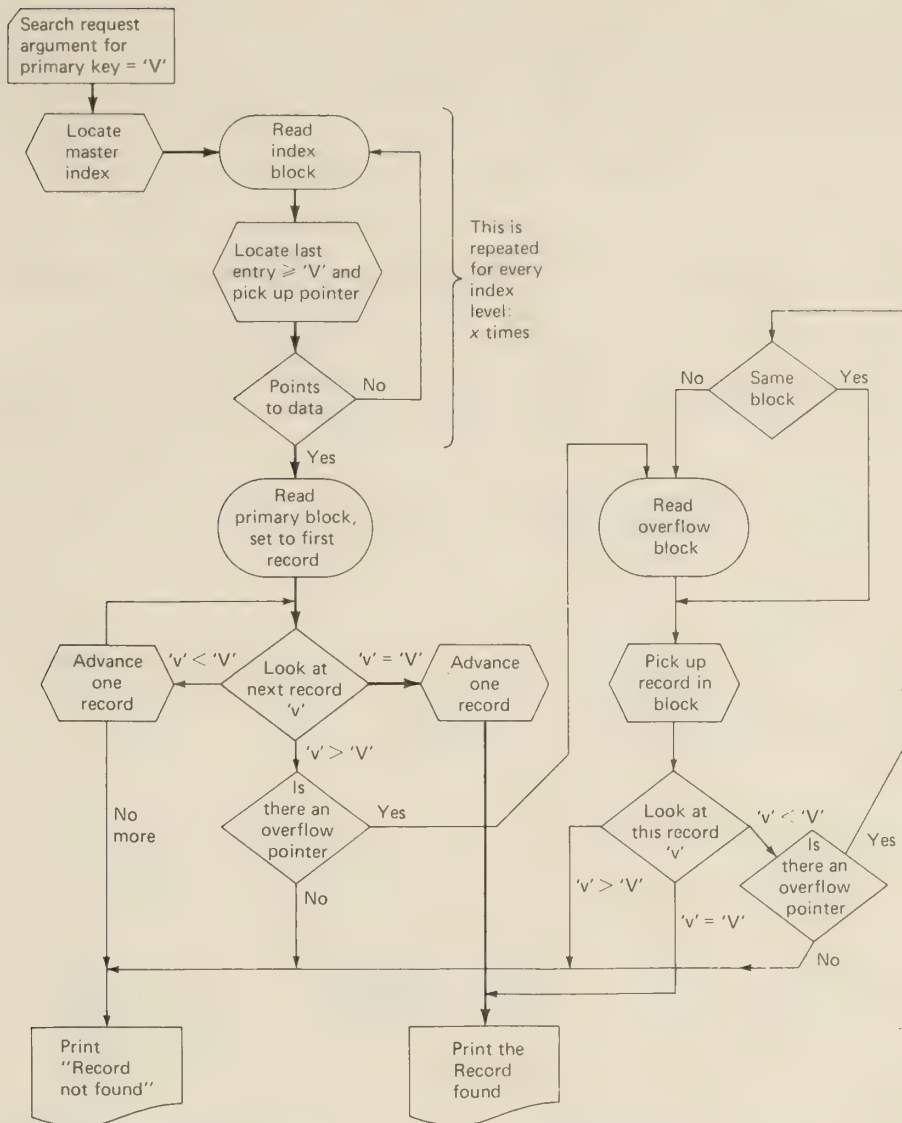 Search request
argument for
primary key = 'V'
Locate
master
index
Read
index
block
Locate last
entry ⩾ 'V' and
pick up pointer
This is
repeated
for every
index
level:
x times
Points
to data
No
Yes
Read
primary block,
set to first
record
Advance
one
record
'v' < 'V'
Look at
next record
'v'
'v' = 'V'
Advance
one
record
'v' > 'V'
No
more
Is
there an
overflow
pointer
Yes
No
Same
block
No
Yes
Read
overflow
block
Pick up
record in
block
Look at
this record
'v'
'v' < 'V'
'v' > 'V'
'v' = 'V'
Is
there an
overflow
pointer
Yes
No
Print
"Record
not found"
Print the
Record
found